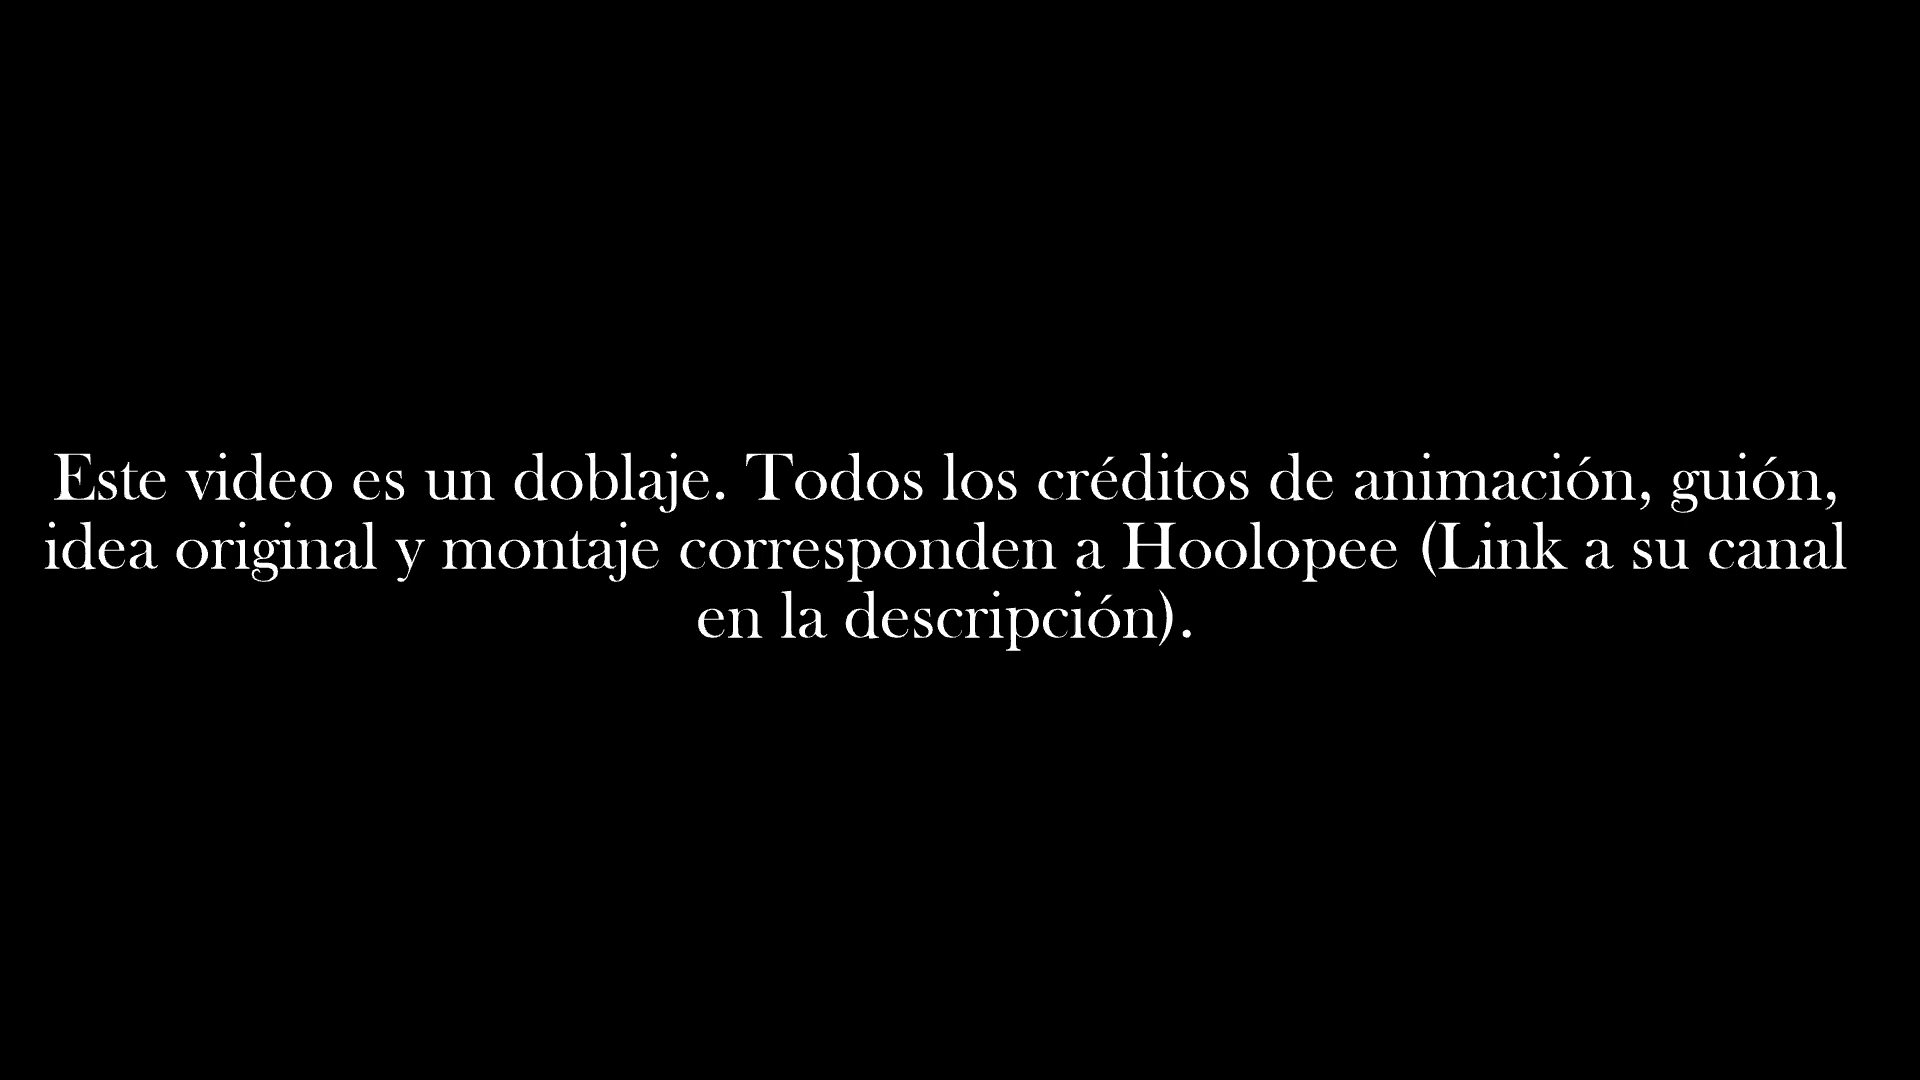 Este video es un doblaje. Todos los créditos de animación, guión,
idea original y montaje corresponden a Hoolopee (Link a su canal
en la descripción).